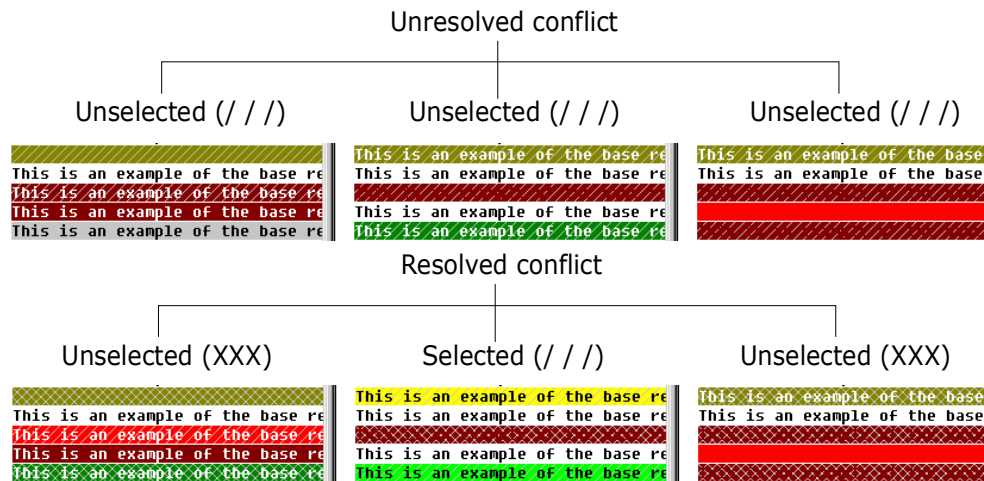 Unresolved conflict
Unselected (/ / /)
Unselected (/ / /)
Unselected (/ / /)
This is an example of the base re
This is an example of the base re
This is an example of the base re
This is an example of the base re
This is an example of the base re
This is an example of the base re
This is an example of the base re
This is an example of the base re
This is an example of the base
This is an example of the base
Resolved conflict
Unselected (XXX)
Selected (/ / /)
Unselected (XXX)
This is an example of the base re
This is an example of the base re
This is an example of the base re
This is an example of the base re
This is an example of the base re
This is an example of the base re
This is an example of the base re
This is an example of the base re
This is an example of the base
This is an example of the base